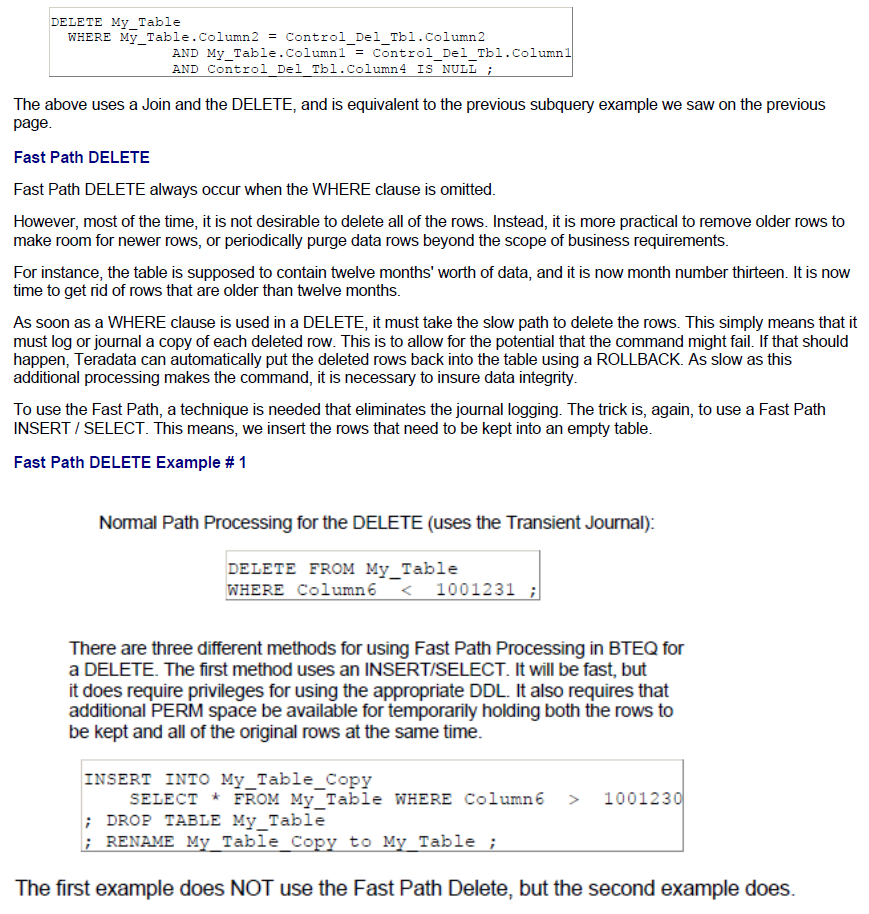 DELETE My_Table
WHERE My_Table.Column2 = Control_Del_Tbl.Column2
AND My_Table.Column1 = Control_Del_Tbl.Column1
AND Control_Del_Tbl.Column4 IS NULL ;
The above uses a Join and the DELETE, and is equivalent to the previous subquery example we saw on the previous
page.
Fast Path DELETE
Fast Path DELETE always occur when the WHERE clause is omitted.
However, most of the time, it is not desirable to delete all of the rows. Instead, it is more practical to remove older rows to
make room for newer rows, or periodically purge data rows beyond the scope of business requirements.
For instance, the table is supposed to contain twelve months' worth of data, and it is now month number thirteen. It is now
time to get rid of rows that are older than twelve months.
As soon as a WHERE clause is used in a DELETE, it must take the slow path to delete the rows. This simply means that it
must log or journal a copy of each deleted row. This is to allow for the potential that the command might fail. If that should
happen, Teradata can automatically put the deleted rows back into the table using a ROLLBACK. As slow as this
additional processing makes the command, it is necessary to insure data integrity.
To use the Fast Path, a technique is needed that eliminates the journal logging. The trick is, again, to use a Fast Path
INSERT / SELECT. This means, we insert the rows that need to be kept into an empty table.
Fast Path DELETE Example # 1
Normal Path Processing for the DELETE (uses the Transient Journal):
DELETE FROM My_Table
WHERE Column6 < 1001231 ;
There are three different methods for using Fast Path Processing in BTEQ for
a DELETE. The first method uses an INSERT/SELECT. It will be fast, but
it does require privileges for using the appropriate DDL. It also requires that
additional PERM space be available for temporarily holding both the rows to
be kept and all of the original rows at the same time.
INSERT INTO My_Table_Copy
SELECT * FROM My_Table WHERE Column6 > 1001230
; DROP TABLE My_Table
; RENAME My_Table_Copy to My_Table ;
The first example does NOT use the Fast Path Delete, but the second example does.